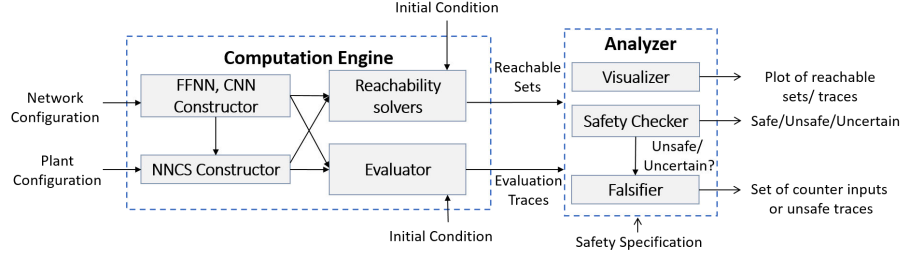 Initial Condition
Computation Engine
Analyzer
Network
Configuration
FFNN, CNN
Constructor
Reachability
solvers
Reachable
Sets
Visualizer
Plot of reachable
sets/ traces
Safety Checker
Safe/Unsafe/Uncertain
Plant
Configuration
NNCS Constructor
Evaluator
Evaluation
Traces
Unsafe/
Uncertain?
Falsifier
Set of counter inputs
or unsafe traces
Initial Condition
Safety Specification